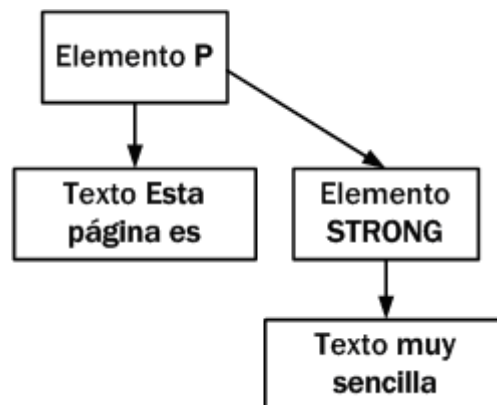 Elemento P
Texto Esta
página es
Elemento
STRONG
Texto muy
sencilla